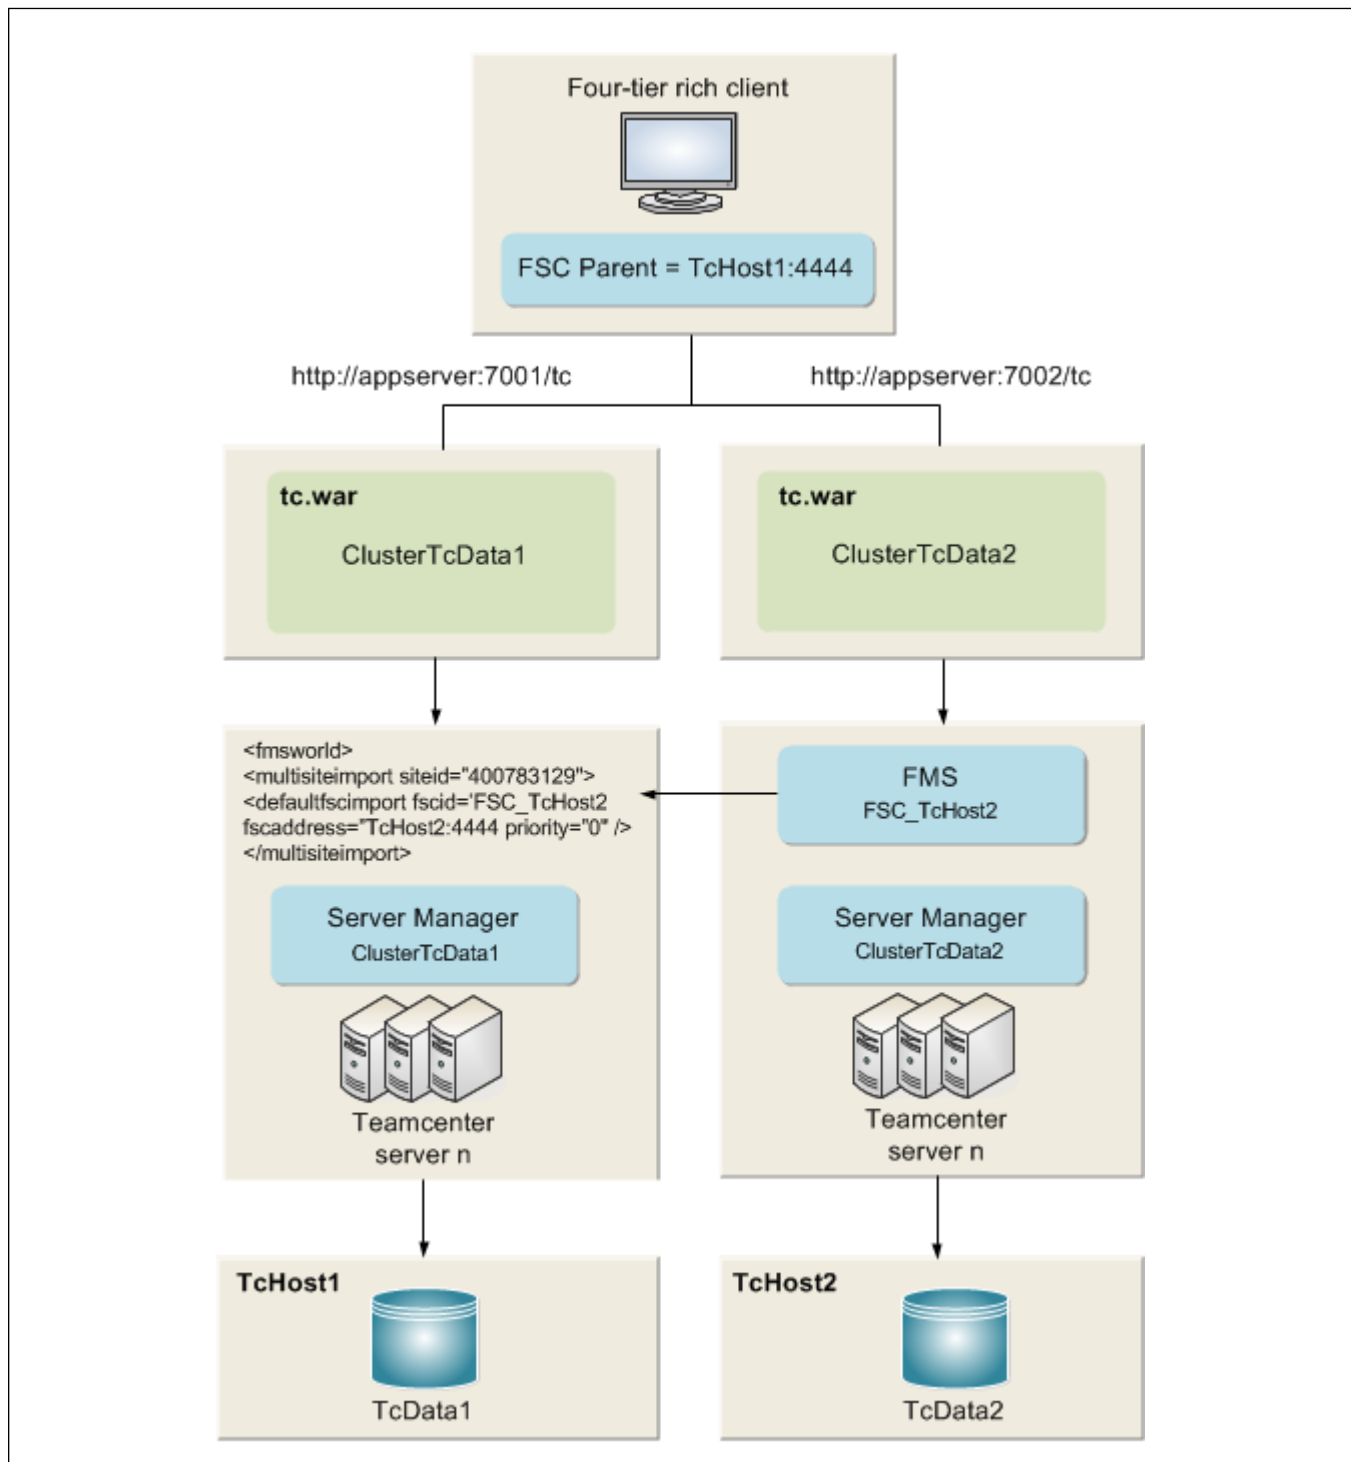 Four-tier rich client
FSC Parent = TcHost1:4444
http://appserver:7001/tc
http://appserver:7002/tc
tc.war
ClusterTcData1
tc.war
ClusterTcData2
<fmsworld>
<multisiteimport siteid="400783129">
<defaultfscimport fscid='FSC_TcHost2
fscaddress="TcHost2:4444 priority="0" />
</multisiteimport>
Server Manager
ClusterTcData1
Teamcenter
server n
FMS
FSC_TcHost2
Server Manager
ClusterTcData2
Teamcenter
server n
TcHost1
TcData1
TcHost2
TcData2